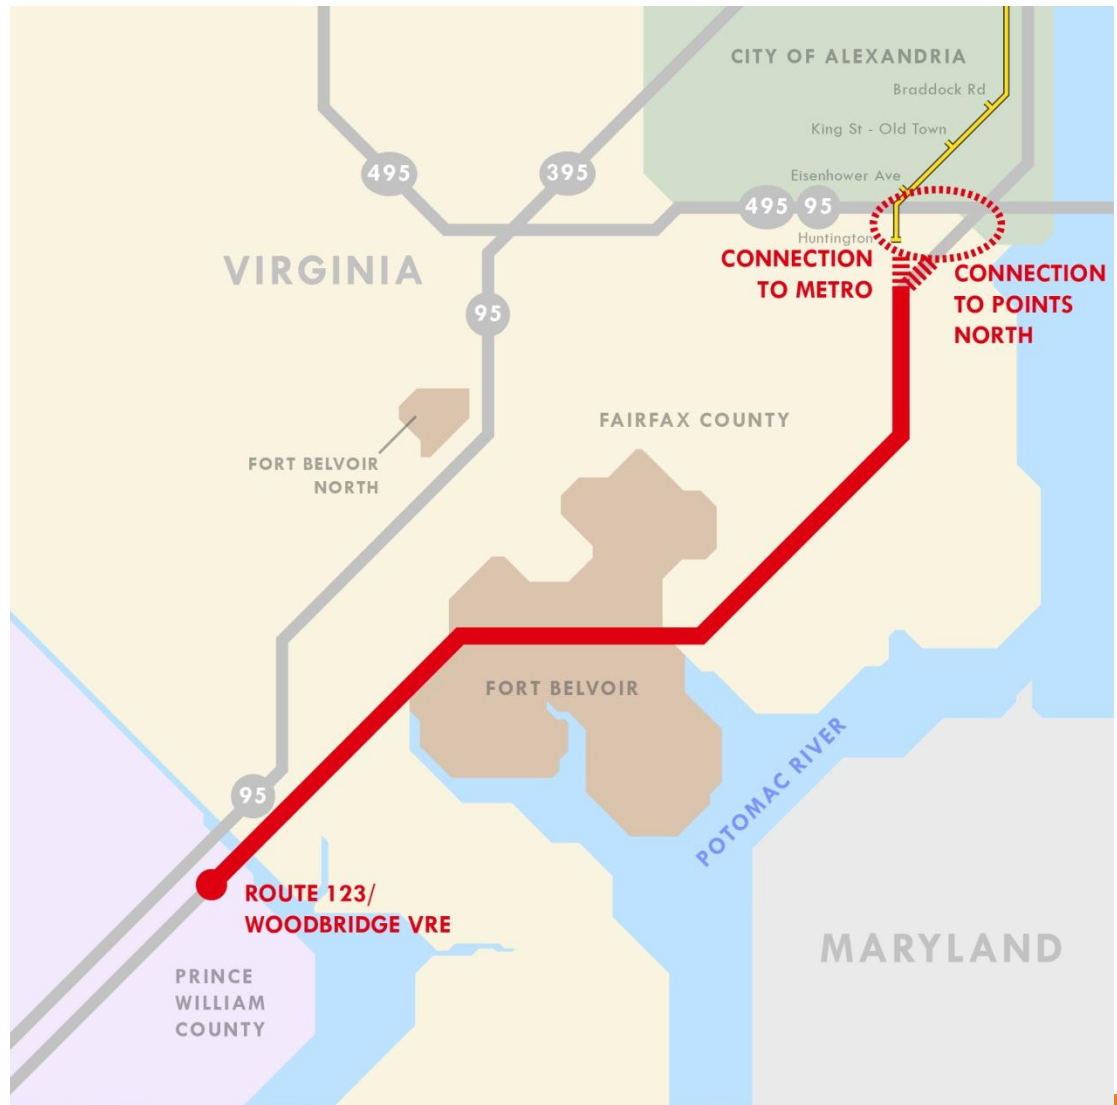 CITY OF ALEXANDRIA
Braddock Rd
King St - Old Town
495
395
Eisenhower Ave
495
95
Huntington
CONNECTION
TO METRO
CONNECTION
TO POINTS
NORTH
VIRGINIA
95
FAIRFAX COUNTY
FORT BELVOIR
NORTH
FORT BELVOIR
POTOMAC RIVER
95
ROUTE 123/
WOODBRIDGE VRE
MARYLAND
PRINCE
WILLIAM
COUNTY